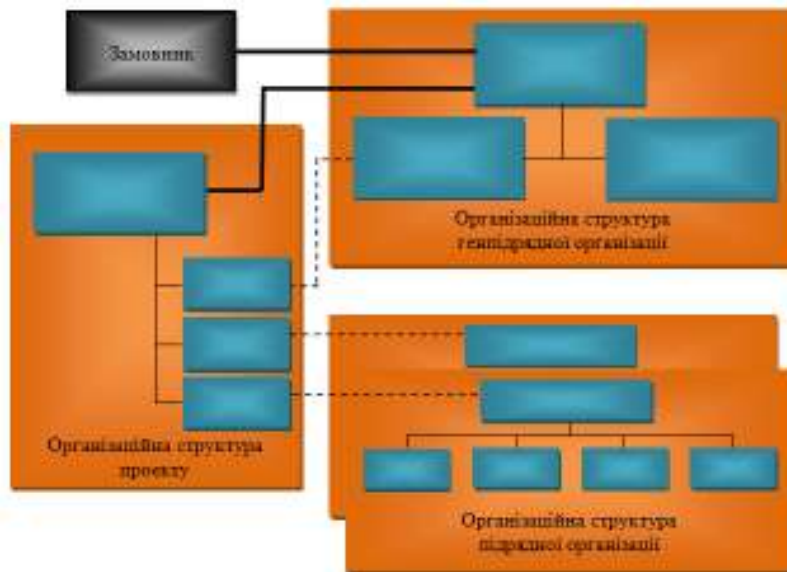 Замовник
Організаційна структура
генпідрядної організації
Організаційна структура
проекту
Організаційна структура
підрядної організації